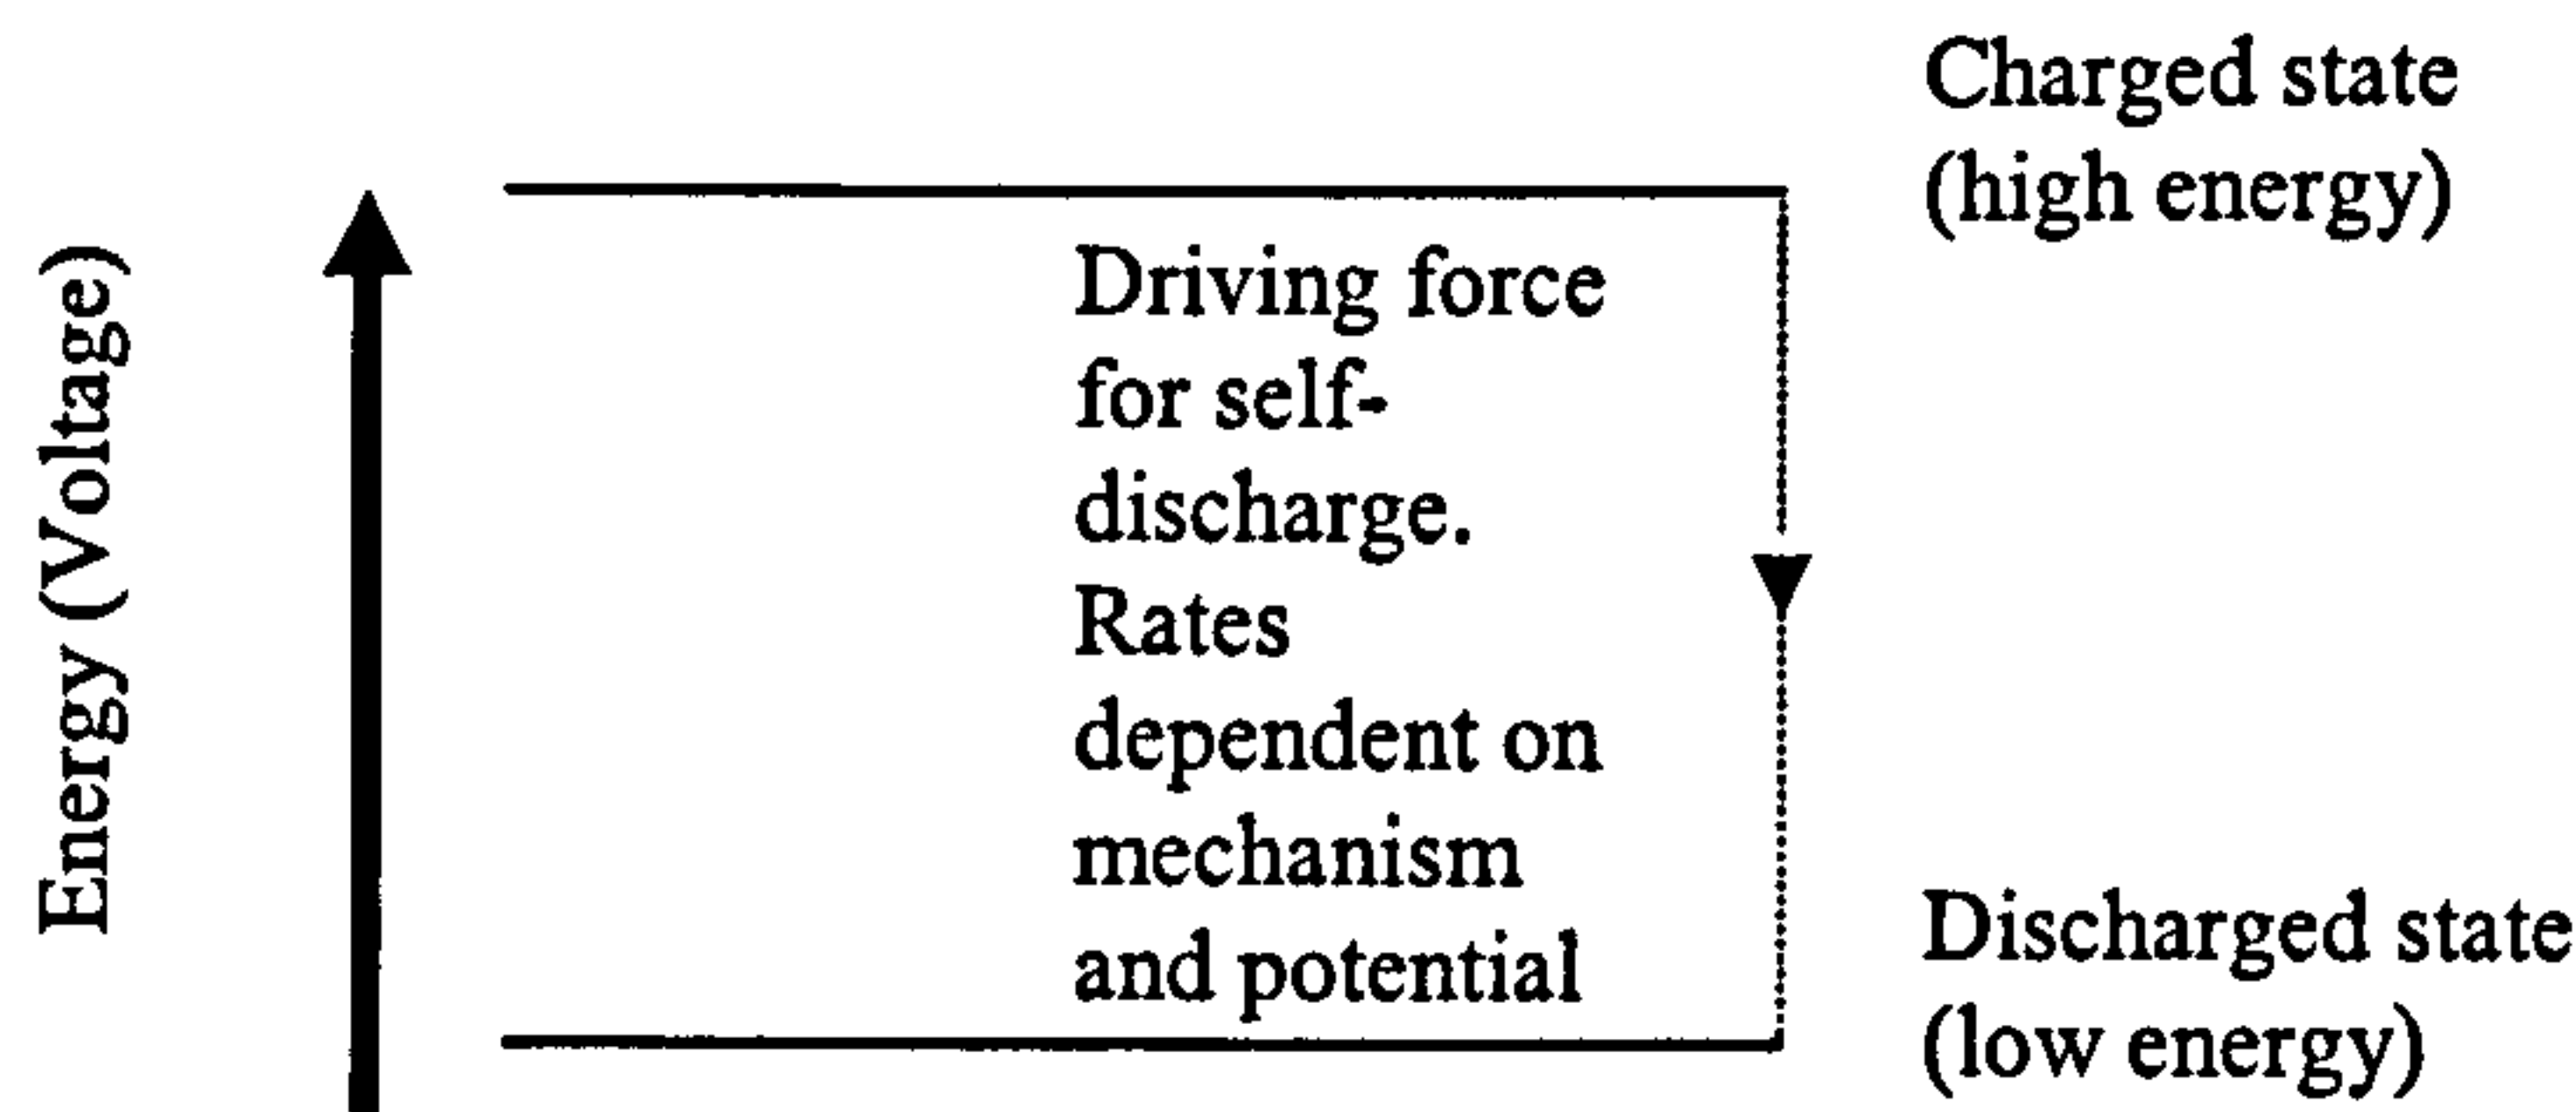 Energy (Voltage)
Charged state
(high energy)
Driving force
for self-
discharge.
Rates
dependent on
mechanism
and potential
Discharged state
(low energy)